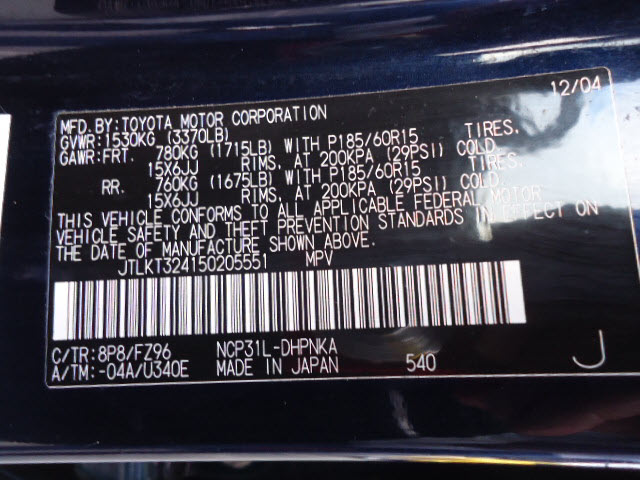 12/04
MFD. BY: TOYOTA MOTOR CORPORATION
GVWR: 1530KG (3370LB)
GAWR: FRT. 780KG (1715LB) WITH P185/60R15 TIRES.
15X6JJ RIMS, AT 200KPA (29PSI) COLD.
RR. 760KG (1675LB) WITH P185/60R15 TIRES.
15X6JJ RIMS, AT 200KPA (29PSI) COLD.
THIS VEHICLE CONFORMS TO ALL APPLICABLE FEDERAL MOTOR
VEHICLE SAFETY AND THEFT PREVENTION STANDARDS IN EFFECT ON
THE DATE OF MANUFACTURE SHOWN ABOVE.
JTLKT324150205551 MPV
C/TR: 8P8/FZ96 NCP31L-DHPNKA
A/TM: -04A/U340E MADE IN JAPAN 540 J